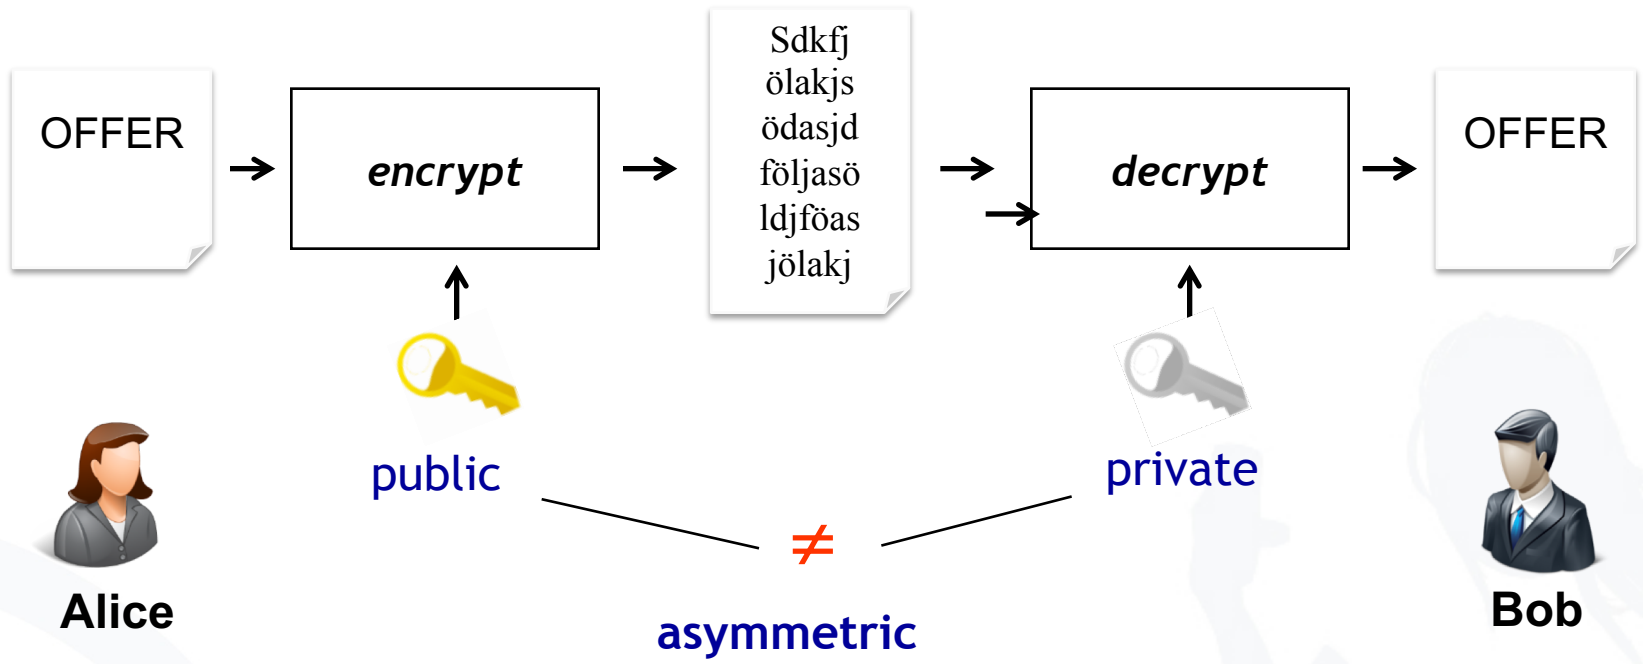 OFFER
encrypt
Sdkfj
ölakjs
ödasjd
följasö
ldjföas
jölakj
decrypt
OFFER
public
private
≠
Alice
asymmetric
Bob